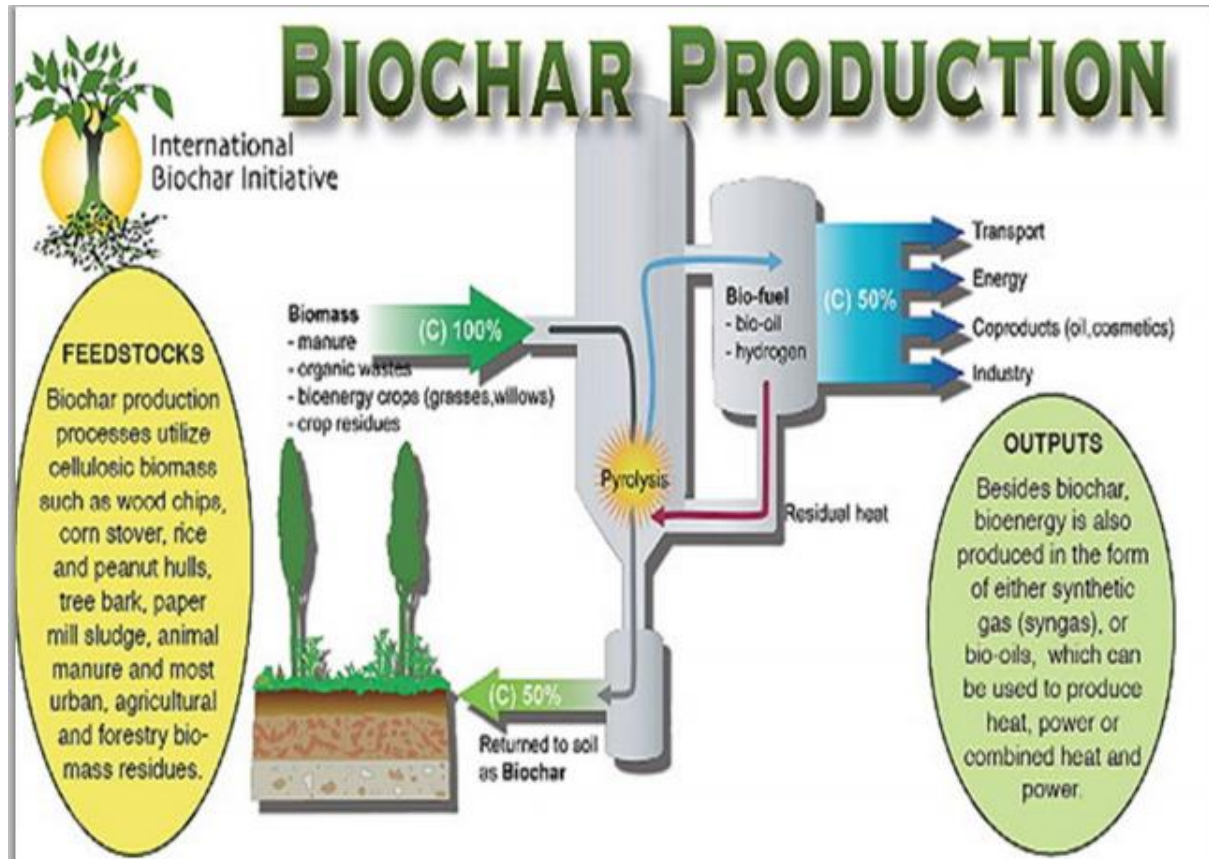 BIOCHAR PRODUCTION
International
Biochar Initiative
FEEDSTOCKS
Biochar production
processes utilize
cellulosic biomass
such as wood chips,
corn stover, rice
and peanut hulls,
tree bark, paper
mill sludge, animal
manure and most
urban, agricultural
and forestry bio-
mass residues.
Biomass
- manure
- organic wastes
- bioenergy crops (grasses,willows)
- crop residues
(C) 100%
Pyrolysis
Bio-fuel
- bio-oil
- hydrogen
(C) 50%
Transport
Energy
Coproducts (oil,cosmetics)
Industry
Residual heat
(C) 50%
Returned to soil
as Biochar
OUTPUTS
Besides biochar,
bioenergy is also
produced in the form
of either synthetic
gas (syngas), or
bio-oils, which can
be used to produce
heat, power or
combined heat and
power.